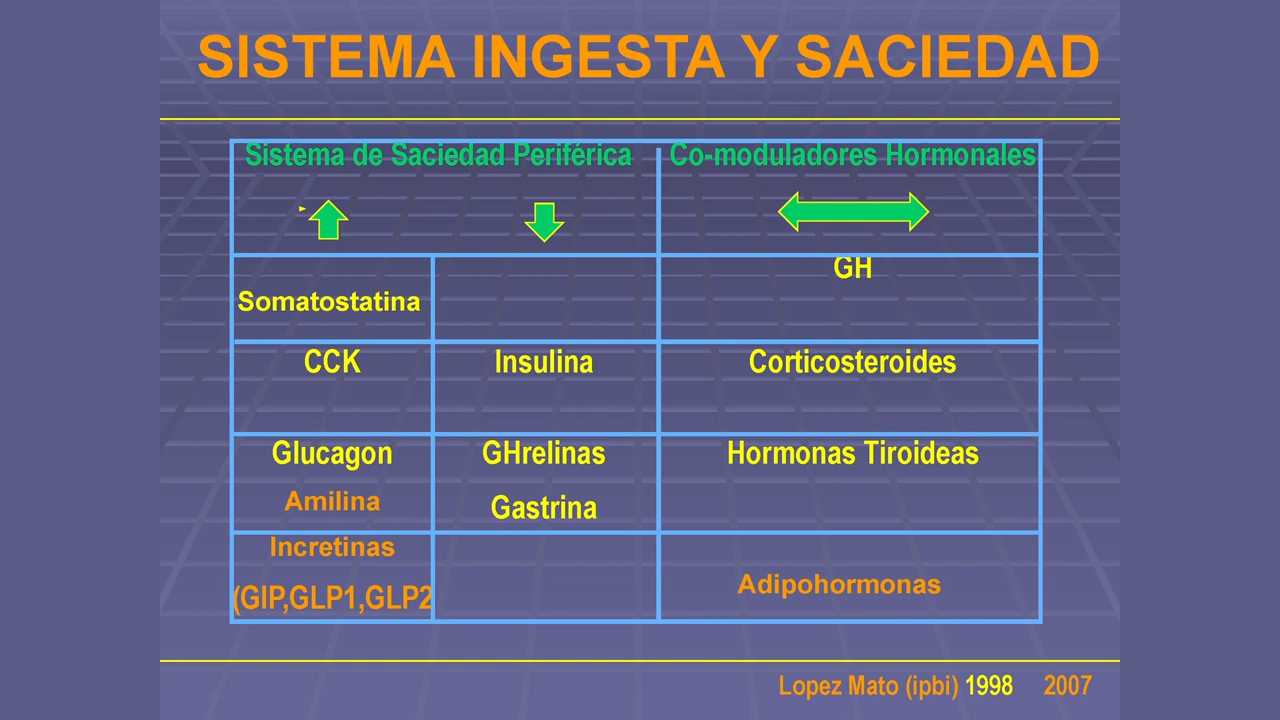 SISTEMA INGESTA Y SACIEDAD
Sistema de Saciedad Periférica
Co-moduladores Hormonales
GH
Somatostatina
CCK
Insulina
Corticosteroides
Glucagon
GHrelinas
Hormonas Tiroideas
Amilina
Gastrina
Incretinas
(GIP,GLP1,GLP2
Adipohormonas
Lopez Mato (ipbi) 1998 2007